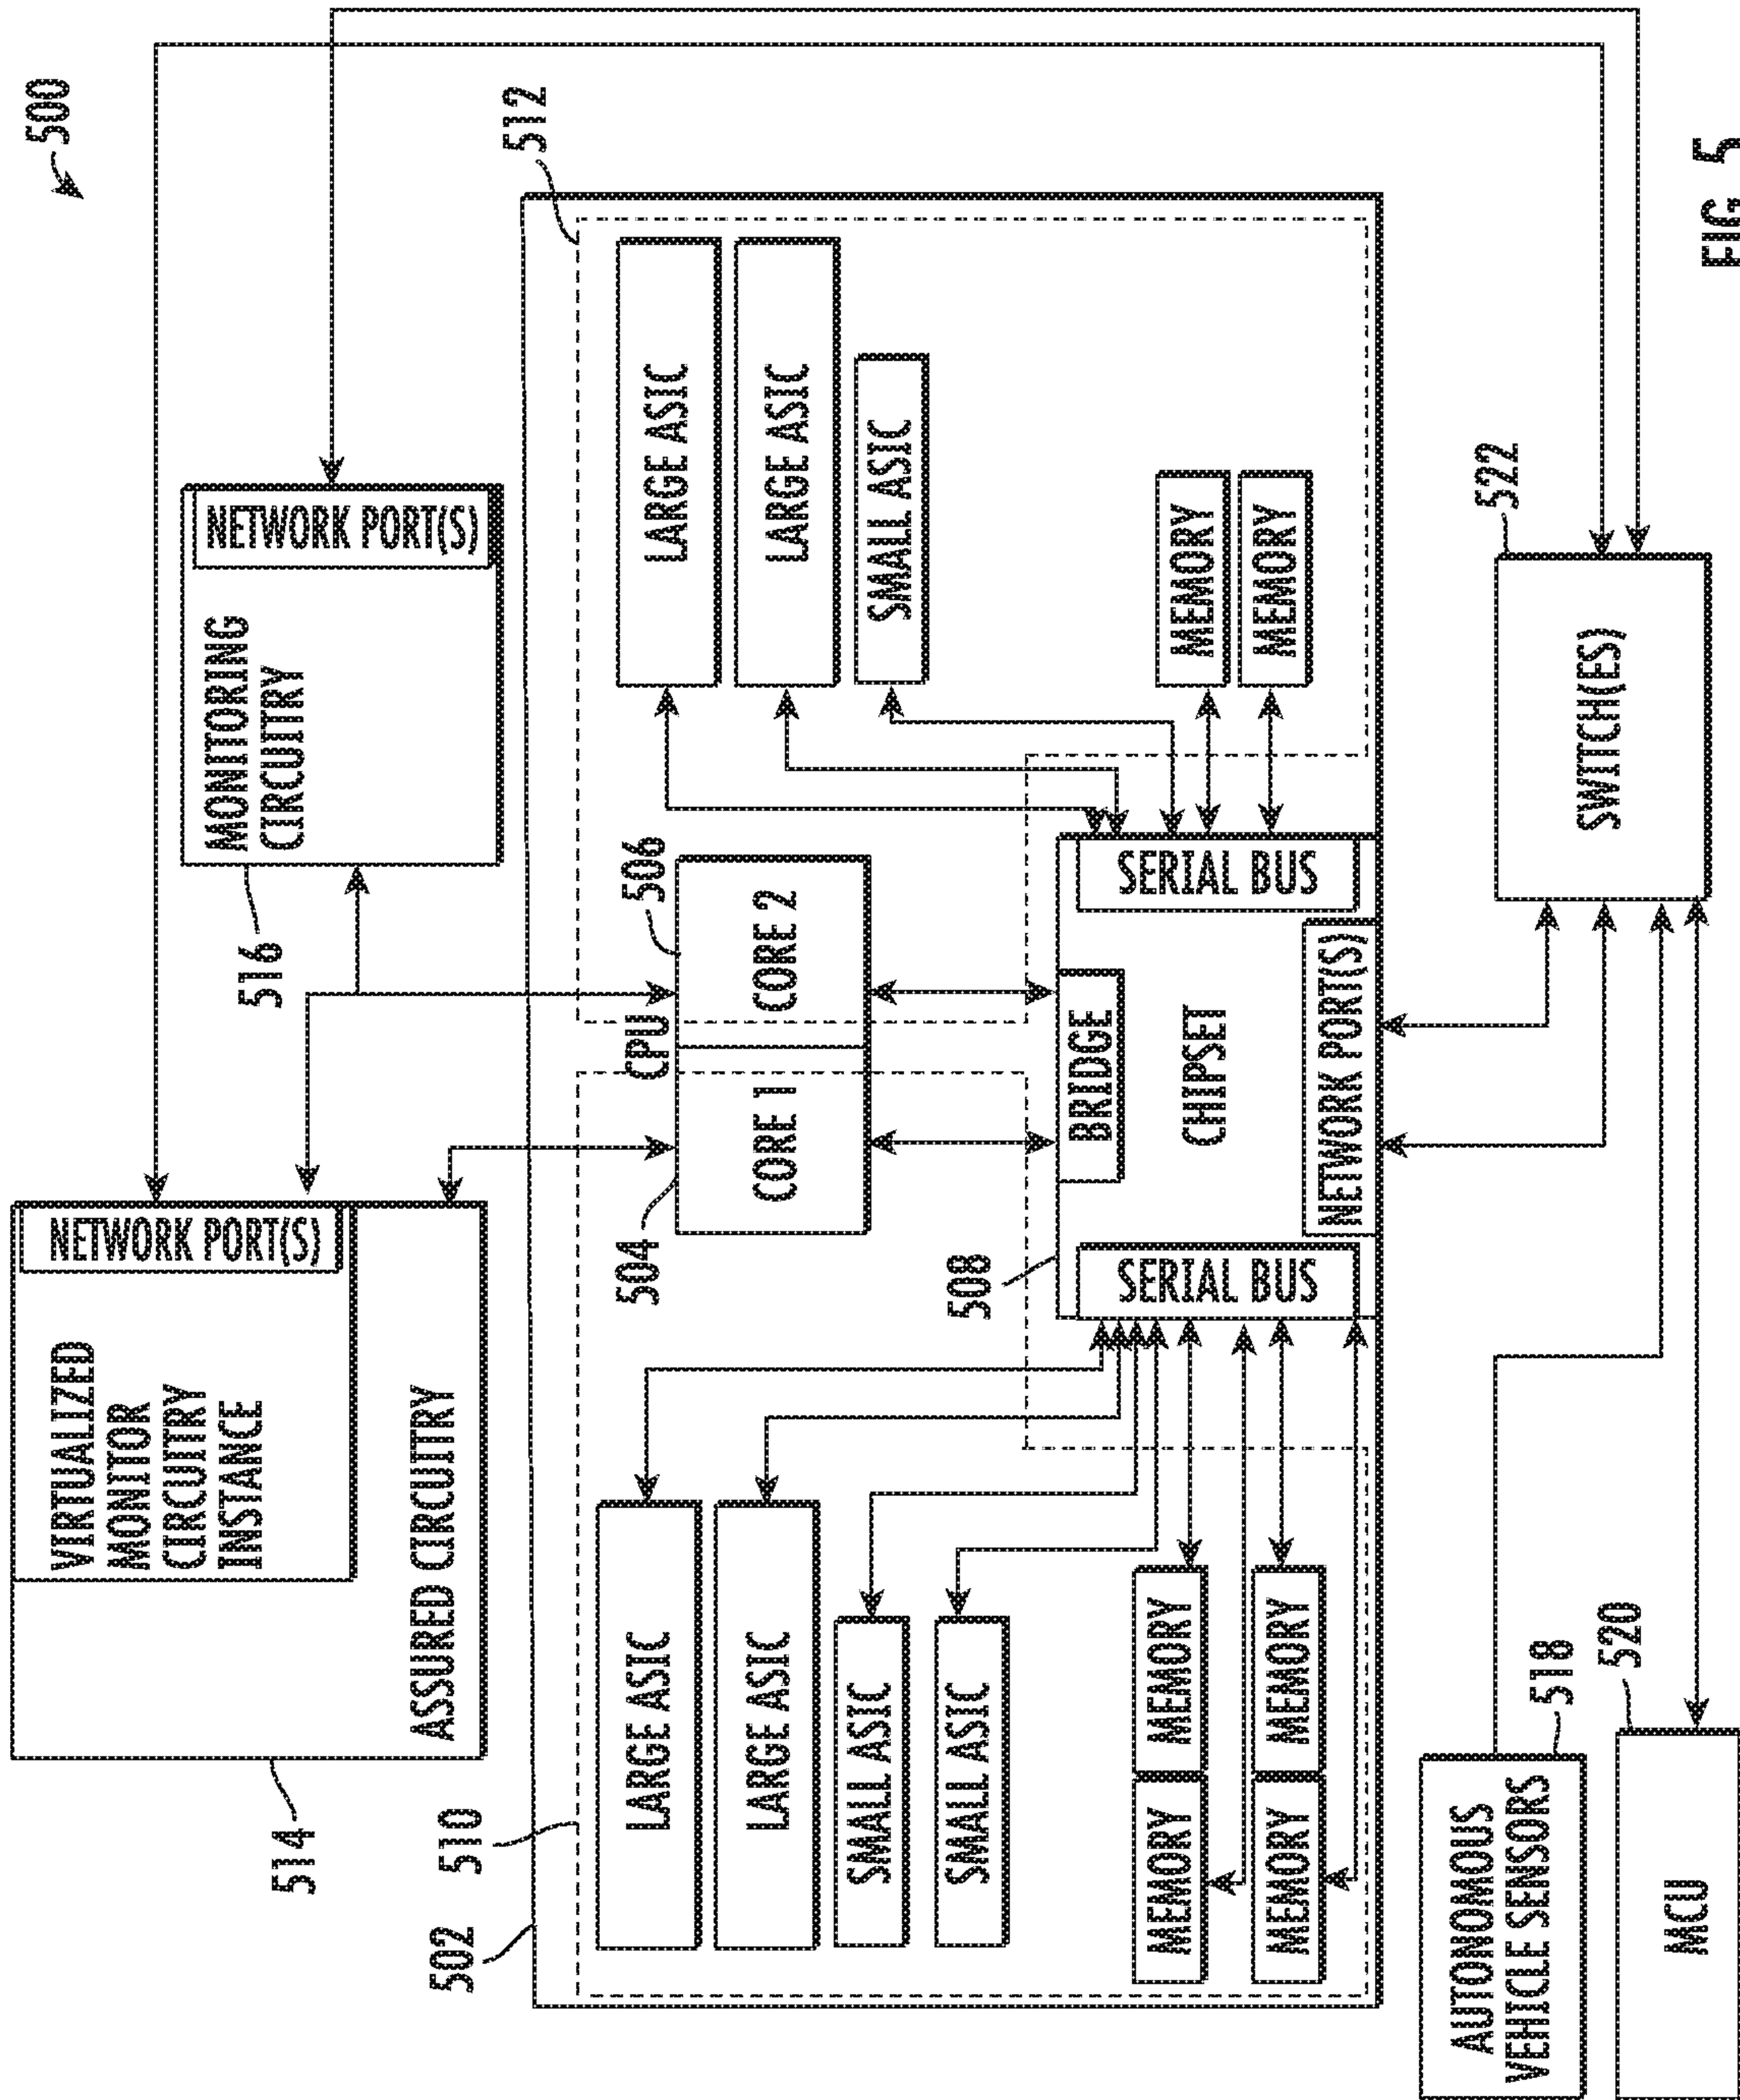 500
514
VIRTUALIZED
MONITOR
CIRCUITRY
INSTANCE
NETWORK PORT(S)
ASSURED CIRCUITRY
516
MONITORING
CIRCUITRY
NETWORK PORT(S)
502
510
512
504
CPU
506
CORE 1
CORE 2
LARGE ASIC
LARGE ASIC
SMALL ASIC
SMALL ASIC
MEMORY
MEMORY
MEMORY
MEMORY
508
SERIAL BUS
BRIDGE
CHIPSET
NETWORK PORT(S)
SERIAL BUS
LARGE ASIC
LARGE ASIC
SMALL ASIC
MEMORY
MEMORY
518
AUTONOMOUS
VEHICLE SENSORS
520
MCU
522
SWITCH(ES)
FIG. 5